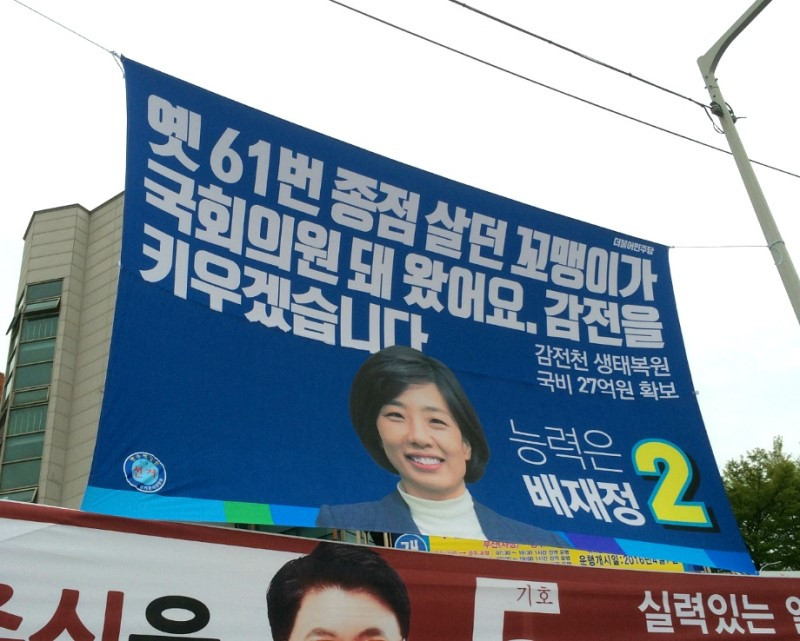 옛 61번 종점 살던 꼬맹이가
국회의원 돼 왔어요. 감전을
키우겠습니다
더불어민주당
감전천 생태복원
국비 27억원 확보
능력은
배재정
2
기호
실력있는